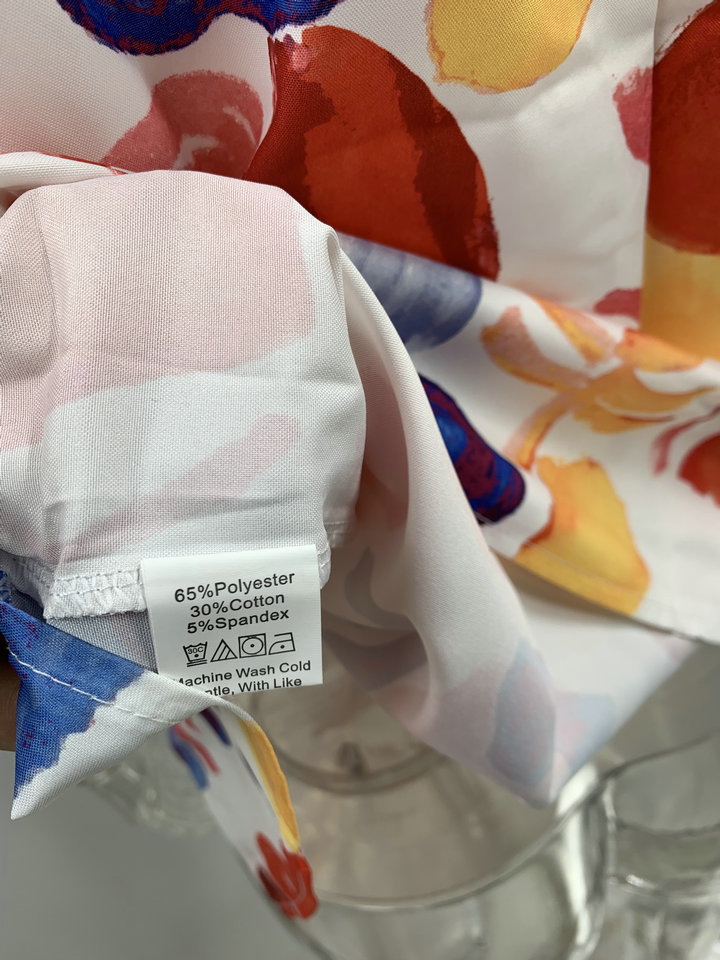 65%Polyester
30%Cotton
5%Spandex
Machine Wash Cold
With Like